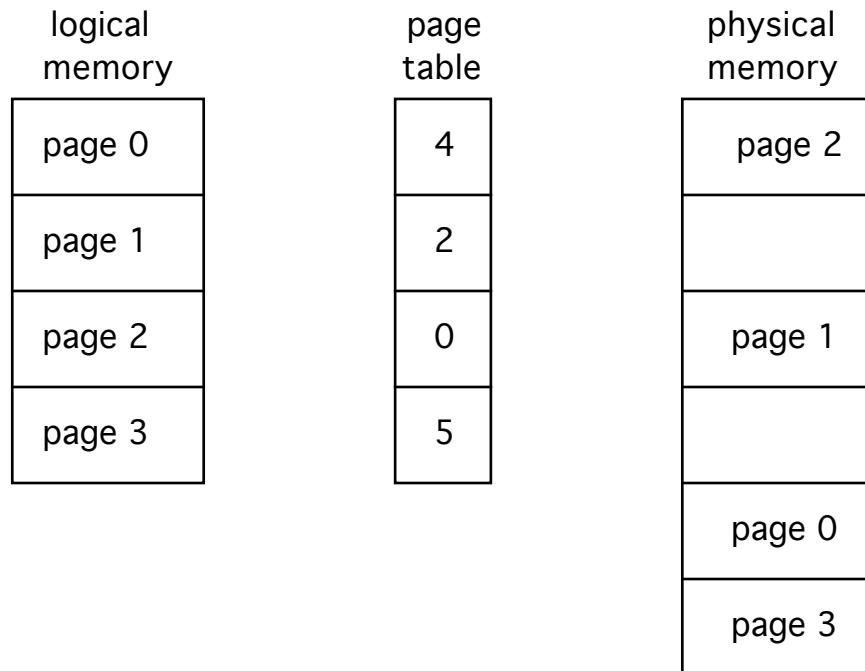 logical
memory
page 0
page 1
page 2
page 3
page
table
4
2
0
5
physical
memory
page 2
page 1
page 0
page 3